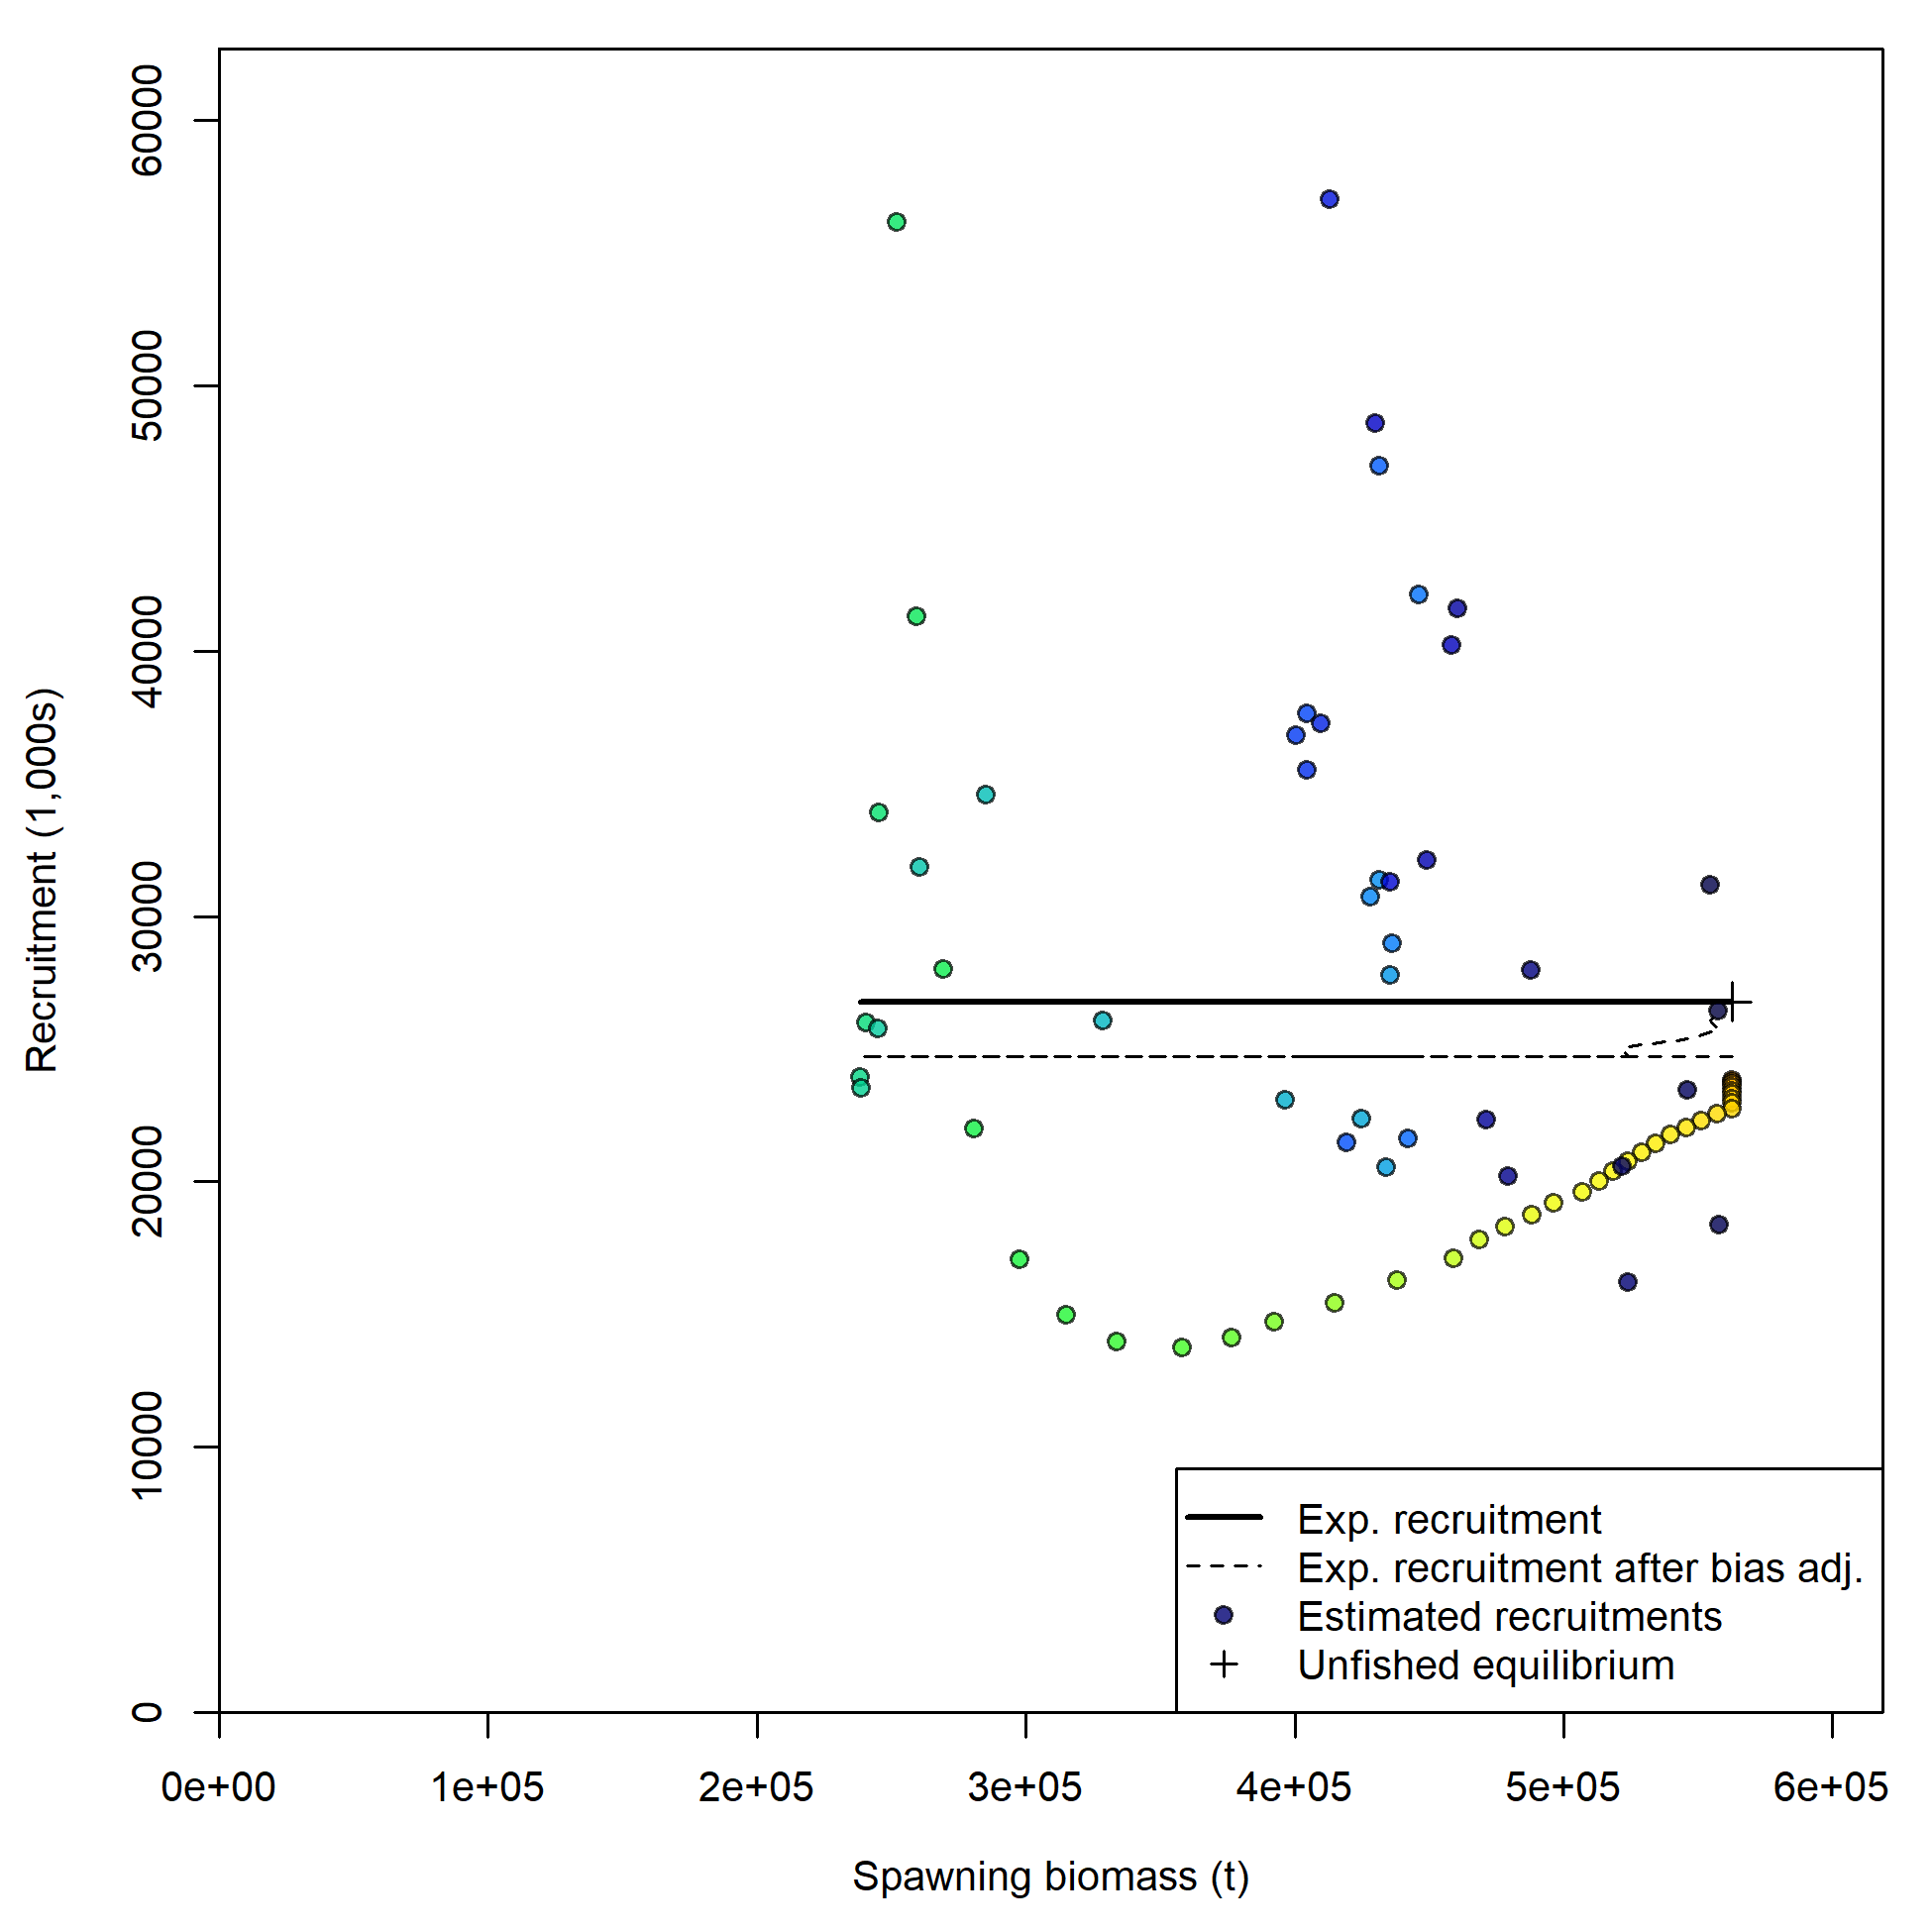 60000
50000
40000
30000
20000
10000
0
Recruitment (1,000s)
Exp. recruitment
Exp. recruitment after bias adj.
Estimated recruitments
Unfished equilibrium
0e+00 1e+05 2e+05 3e+05 4e+05 5e+05 6e+05
Spawning biomass (t)